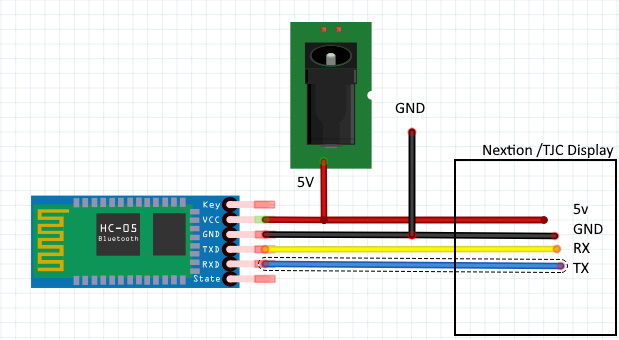 GND
Nextion /TJC Display
5V
Key
VCC
GND
TXD
RXD
State
HC-05
Bluetooth
5v
GND
RX
TX